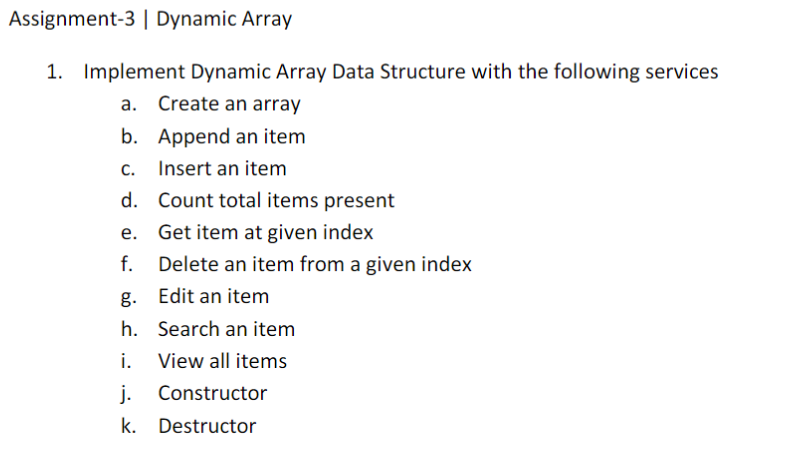 Assignment-3 | Dynamic Array
1. Implement Dynamic Array Data Structure with the following services
a. Create an array
b. Append an item
c. Insert an item
d. Count total items present
e. Get item at given index
f. Delete an item from a given index
g. Edit an item
h. Search an item
i. View all items
j. Constructor
k. Destructor